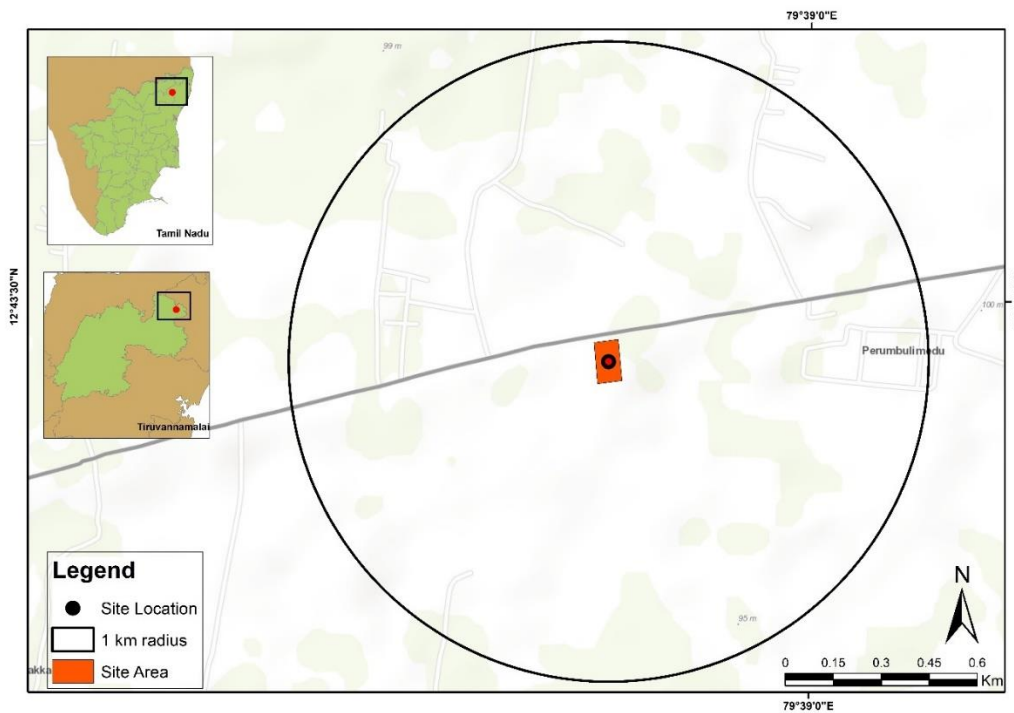 79°39'0"E
99 m
Tamil Nadu
12°43'30"N
100 m
Perumbulimedu
Tiruvannamalai
Legend
Site Location
1 km radius
Site Area
95 m
N
0 0.15 0.3 0.45 0.6
Km
akka
79°39'0"E